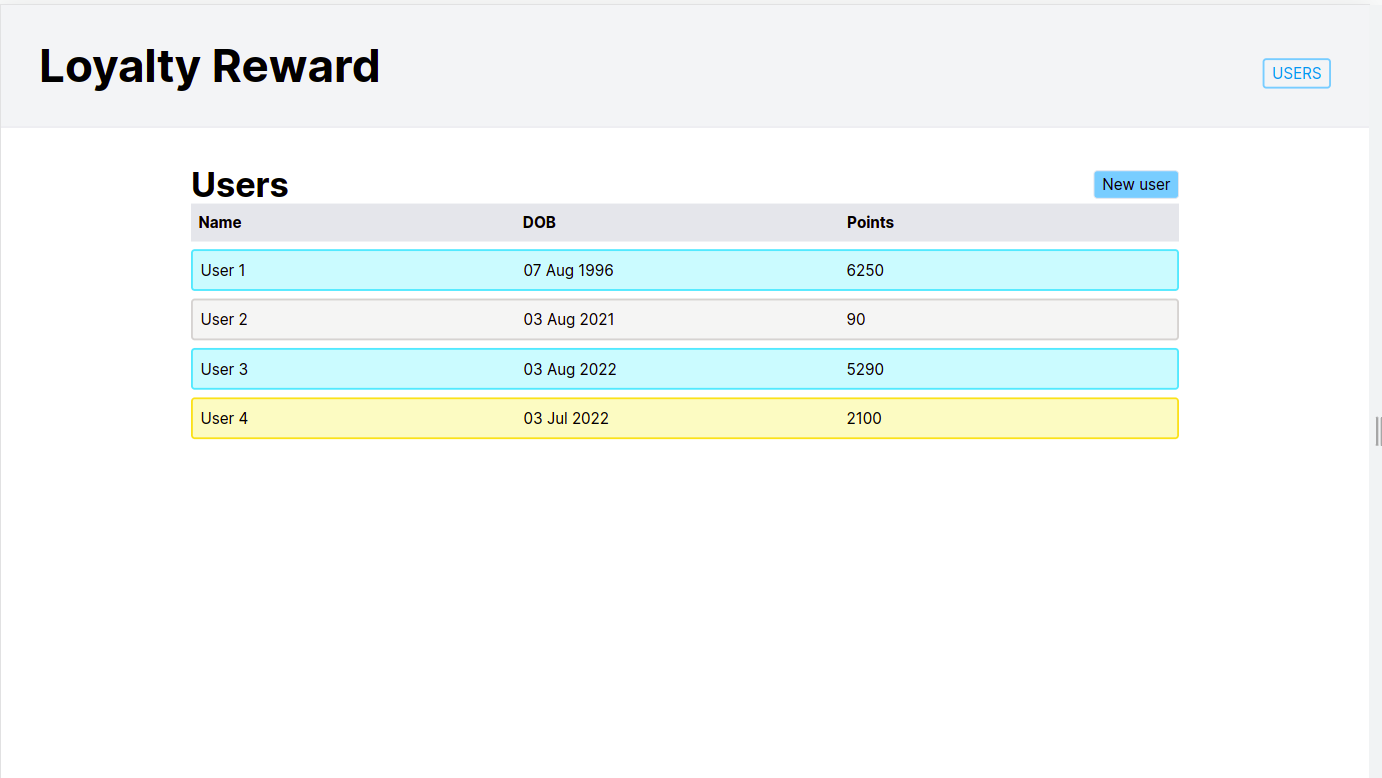 Loyalty Reward
USERS
Users
New user
Name DOB Points
User 1 07 Aug 1996 6250
User 2 03 Aug 2021 90
User 3 03 Aug 2022 5290
User 4 03 Jul 2022 2100